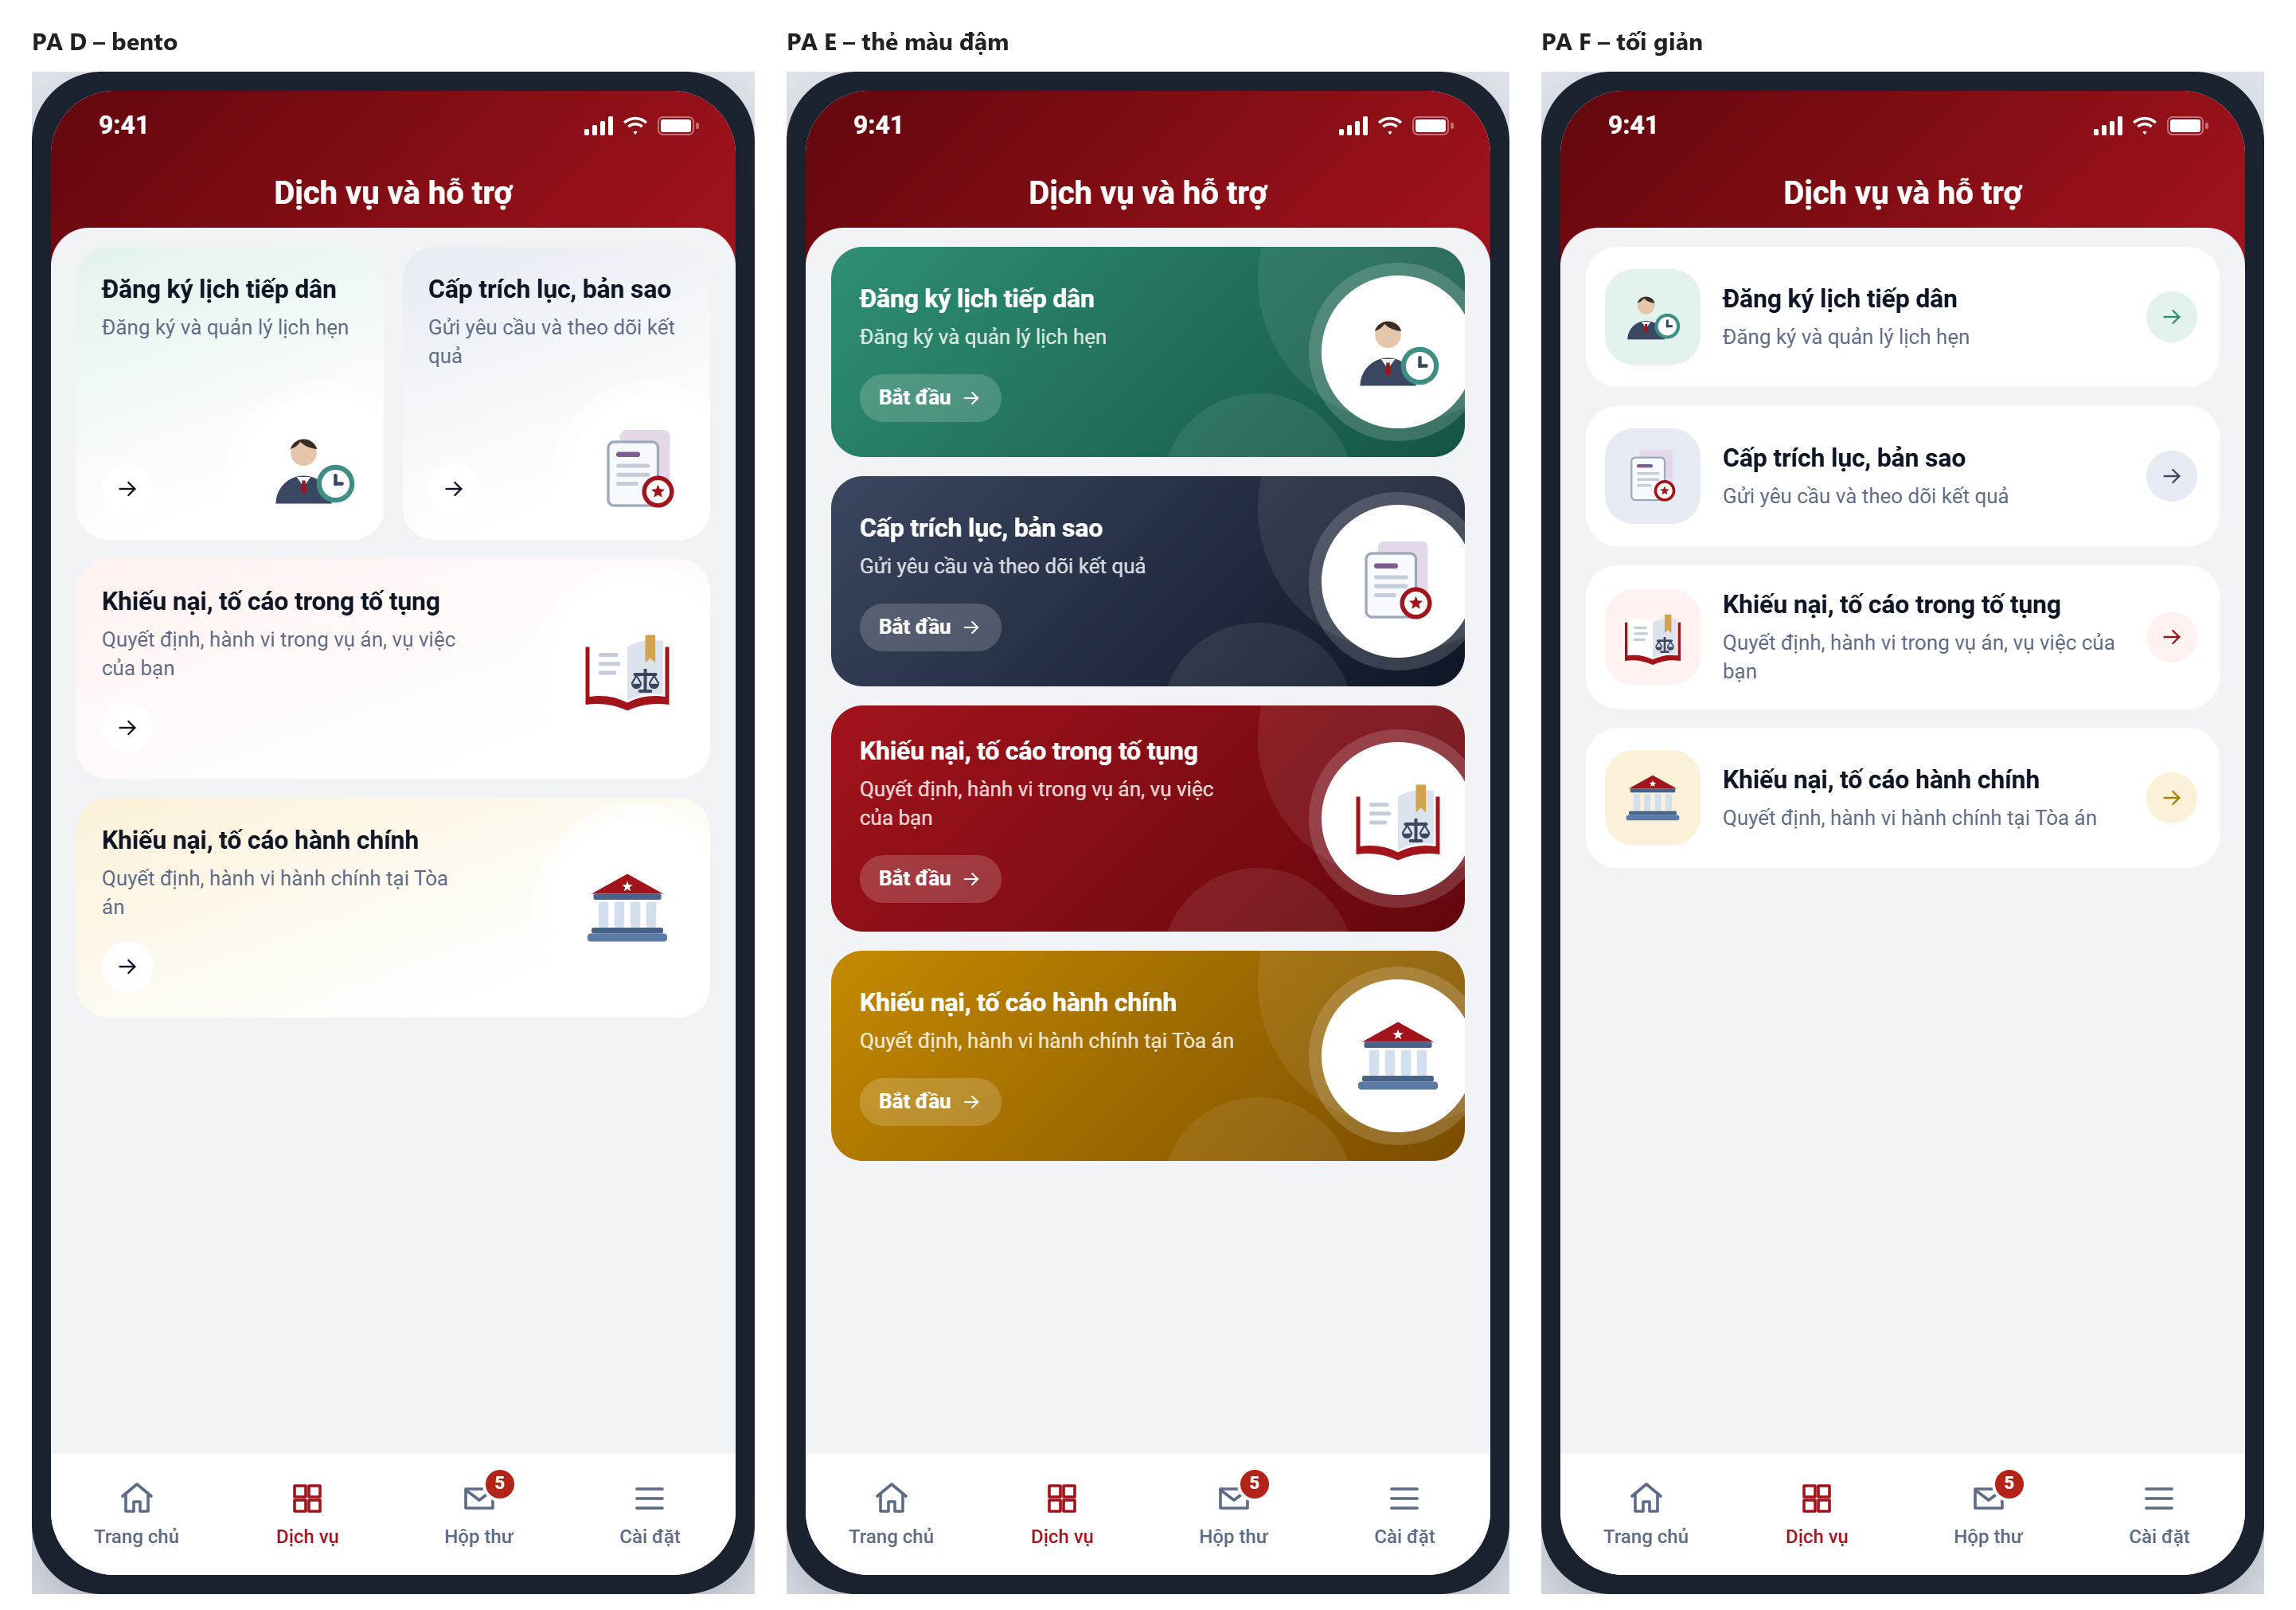 PA D – bento
9:41
Dịch vụ và hỗ trợ
Đăng ký lịch tiếp dân
Đăng ký và quản lý lịch hẹn
Cấp trích lục, bản sao
Gửi yêu cầu và theo dõi kết
quả
Khiếu nại, tố cáo trong tố tụng
Quyết định, hành vi trong vụ án, vụ việc
của bạn
Khiếu nại, tố cáo hành chính
Quyết định, hành vi hành chính tại Tòa
án
Trang chủ
Dịch vụ
5
Hộp thư
Cài đặt
PA E – thẻ màu đậm
9:41
Dịch vụ và hỗ trợ
Đăng ký lịch tiếp dân
Đăng ký và quản lý lịch hẹn
Bắt đầu
Cấp trích lục, bản sao
Gửi yêu cầu và theo dõi kết quả
Bắt đầu
Khiếu nại, tố cáo trong tố tụng
Quyết định, hành vi trong vụ án, vụ việc
của bạn
Bắt đầu
Khiếu nại, tố cáo hành chính
Quyết định, hành vi hành chính tại Tòa án
Bắt đầu
Trang chủ
Dịch vụ
5
Hộp thư
Cài đặt
PA F – tối giản
9:41
Dịch vụ và hỗ trợ
Đăng ký lịch tiếp dân
Đăng ký và quản lý lịch hẹn
Cấp trích lục, bản sao
Gửi yêu cầu và theo dõi kết quả
Khiếu nại, tố cáo trong tố tụng
Quyết định, hành vi trong vụ án, vụ việc của
bạn
Khiếu nại, tố cáo hành chính
Quyết định, hành vi hành chính tại Tòa án
Trang chủ
Dịch vụ
5
Hộp thư
Cài đặt